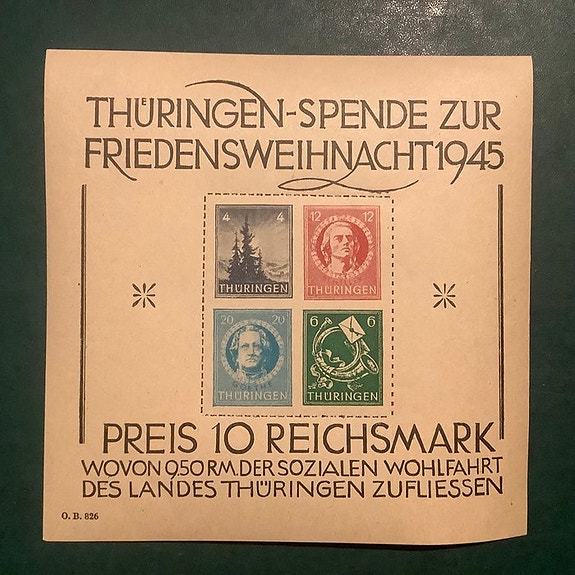 THÜRINGEN-SPENDE ZUR
FRIEDENSWEIHNACHT 1945
4 4
THÜRINGEN
12 12
THÜRINGEN
20 20
GOETHE
THÜRINGEN
6 6
THÜRINGEN
PREIS 10 REICHSMARK
WOVON 9,50 RM. DER SOZIALEN WOHLFAHRT
DES LANDES THÜRINGEN ZUFLIESSEN
O. B. 826